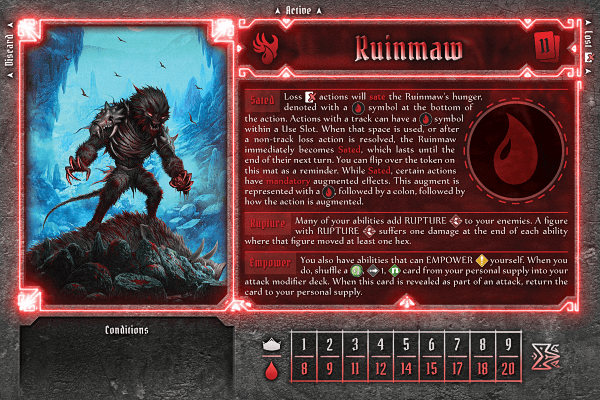 Active
Discard
Lost
Ruinmaw
11
Sated Loss actions will sate the Ruinmaw's hunger,
denoted with a symbol at the bottom of
the action. Actions with a track can have a symbol
within a Use Slot. When that space is used, or after
a non-track loss action is resolved, the Ruinmaw
immediately becomes Sated, which lasts until the
end of their next turn. You can flip over the token on
this mat as a reminder. While Sated, certain actions
have mandatory augmented effects. This augment is
represented with a , followed by a colon, followed by
how the action is augmented.
Rupture Many of your abilities add RUPTURE to your enemies. A figure
with RUPTURE suffers one damage at the end of each ability
where that figure moved at least one hex.
Empower You also have abilities that can EMPOWER yourself. When you
do, shuffle a , 1, card from your personal supply into your
attack modifier deck. When this card is revealed as part of an attack, return the
card to your personal supply.
Conditions
1 2 3 4 5 6 7 8 9
8 9 11 12 14 15 17 18 20